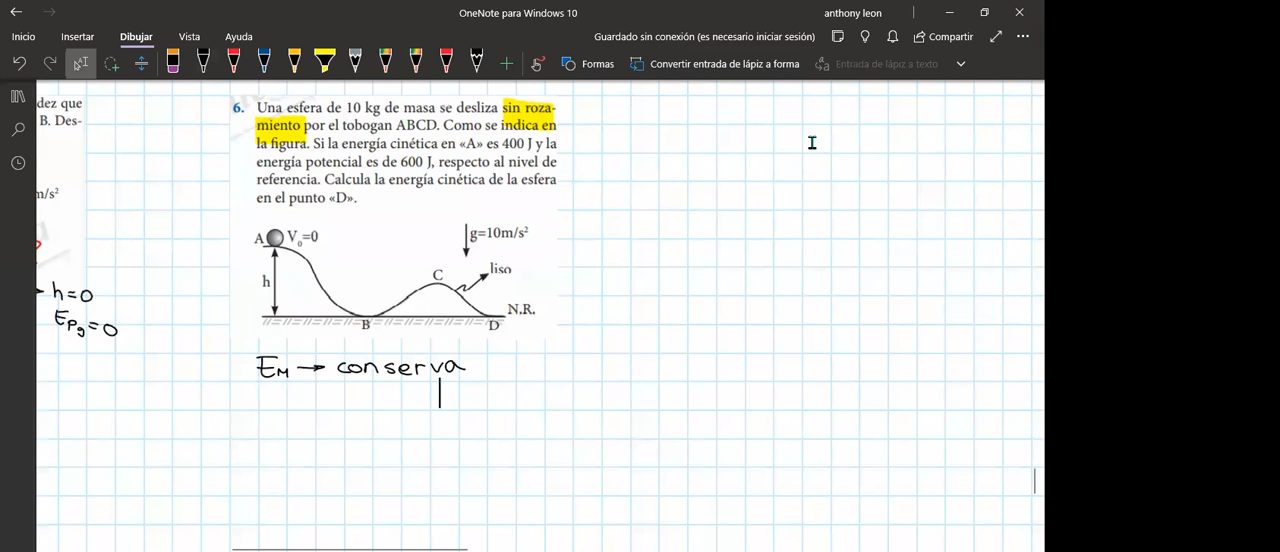 OneNote para Windows 10
anthony leon
Inicio Insertar Dibujar Vista Ayuda
Guardado sin conexión (es necesario iniciar sesión)
Compartir
Formas
Convertir entrada de lápiz a forma
Entrada de lápiz a texto
dez que
B. Des-
m/s²
h=0
Epg=0
6. Una esfera de 10 kg de masa se desliza sin roza-
miento por el tobogan ABCD. Como se indica en
la figura. Si la energía cinética en «A» es 400 J y la
energía potencial es de 600 J, respecto al nivel de
referencia. Calcula la energía cinética de la esfera
en el punto «D».
A V₀=0
g=10m/s²
h
C
liso
N.R.
B
D
EM → conserva